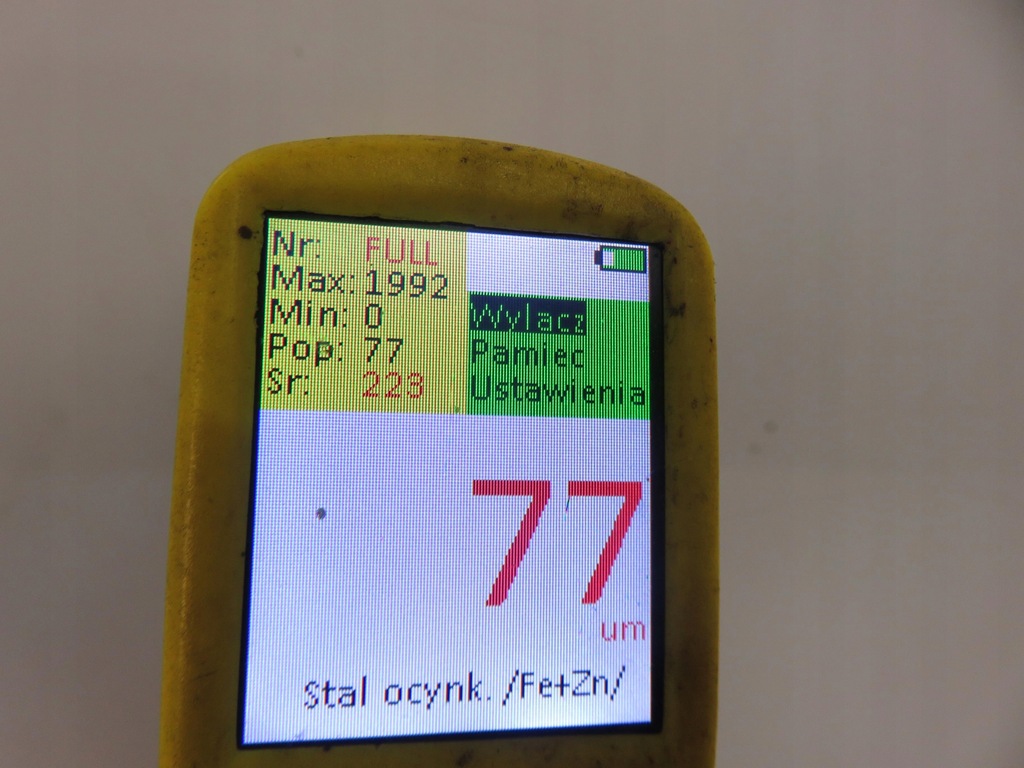 Nr: FULL
Max: 1992
Min: 0
Pop: 77
Sr: 223
Wylacz
Pamiec
Ustawienia
77
um
Stal ocynk. /Fe+Zn/